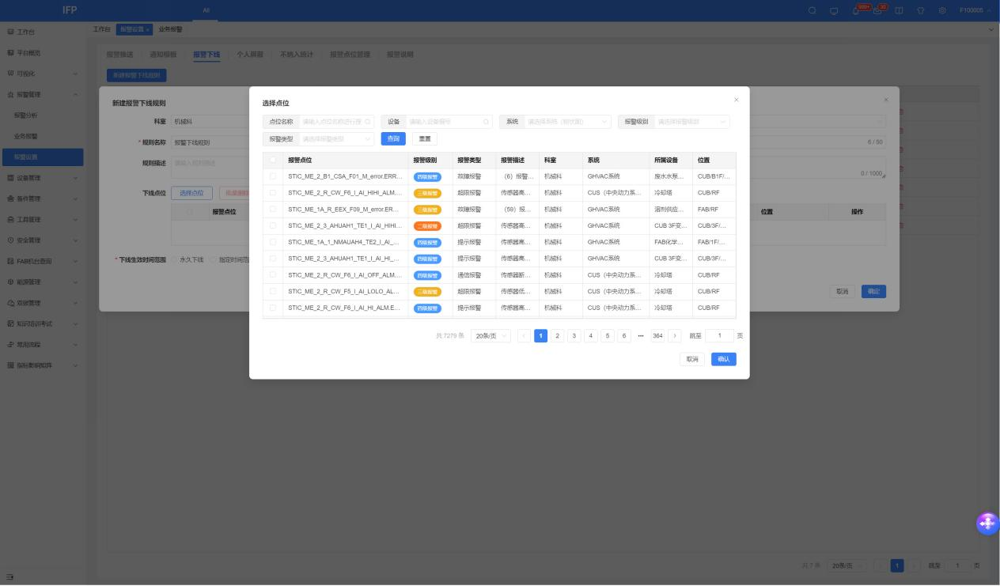 IFP
All
999+
30
F100005
工作台
报警设置 ×
业务报警
工作台
平台概览
可视化
报警管理
报警分析
业务报警
报警设置
设备管理
备件管理
工具管理
安全管理
FAB机台查询
能源管理
双碳管理
知识培训考试
常用流程
指标影响矩阵
报警推送
通知模板
报警下线
个人屏蔽
不纳入统计
报警点位管理
报警说明
新建报警下线规则
新建报警下线规则
科室 机械科
* 规则名称 报警下线规则
6 / 50
规则描述 请输入规则描述
0 / 1000
下线点位 选择点位 批量删除
报警点位 位置 操作
* 下线生效时间范围 永久下线 指定时间范
取消 确定
选择点位
点位名称 请输入点位名称进行搜 设备 请输入设备编号 系统 请选择系统（树状图） 报警级别 请选择报警级别
报警类型 请选择报警类型 查询 重置
报警点位 报警级别 报警类型 报警描述 科室 系统 所属设备 位置
STIC_ME_2_B1_CSA_F01_M_error.ERR... 四级报警 故障报警 （6）报警... 机械科 GHVAC系统 废水水泵... CUB/B1F/...
STIC_ME_2_R_CW_F6_I_AI_HIHI_ALM.... 三级报警 超限报警 传感器高... 机械科 CUS（中央动力系... 冷却塔 CUB/RF
STIC_ME_1A_R_EEX_F09_M_error.ER... 三级报警 故障报警 （59）报... 机械科 GHVAC系统 溶剂供应... FAB/RF
STIC_ME_2_3_AHUAH1_TE1_I_AI_HIHI... 二级报警 超限报警 传感器高... 机械科 GHVAC系统 CUB 3F变... CUB/3F/...
STIC_ME_1A_1_NMAUAH4_TE2_I_AI_... 四级报警 提示报警 传感器高... 机械科 GHVAC系统 FAB化学... FAB/1F/...
STIC_ME_2_3_AHUAH1_TE1_I_AI_HI_... 四级报警 提示报警 传感器高... 机械科 GHVAC系统 CUB 3F变... CUB/3F/...
STIC_ME_2_R_CW_F6_I_AI_OFF_ALM.... 四级报警 通信报警 传感器断... 机械科 CUS（中央动力系... 冷却塔 CUB/RF
STIC_ME_2_R_CW_F5_I_AI_LOLO_AL... 三级报警 超限报警 传感器低... 机械科 CUS（中央动力系... 冷却塔 CUB/RF
STIC_ME_2_R_CW_F6_I_AI_HI_ALM.E... 四级报警 提示报警 传感器高... 机械科 CUS（中央动力系... 冷却塔 CUB/RF
共 7279 条 20条/页 1 2 3 4 5 6 ••• 364 跳至 1 页
取消 确认
共 7 条 20条/页 1 跳至 1 页